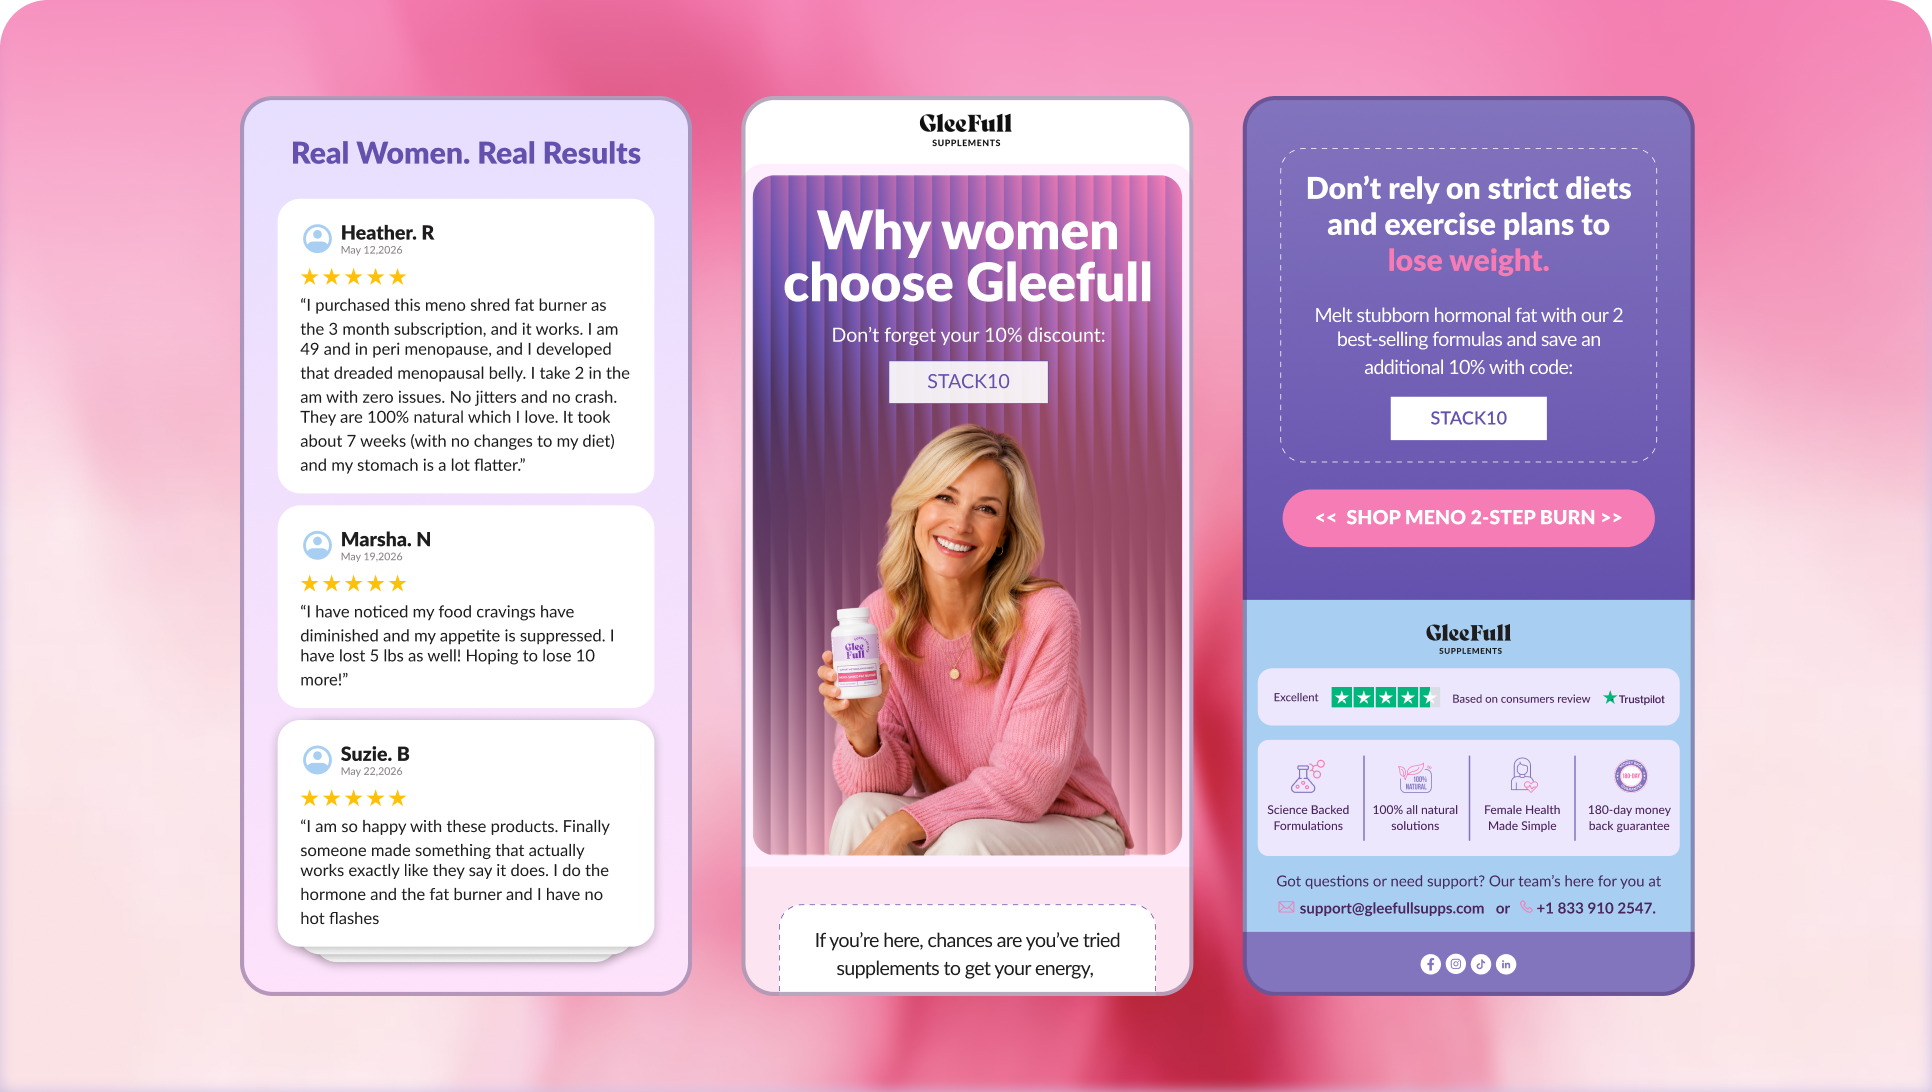 Real Women. Real Results
Heather. R
May 12,2026
“I purchased this meno shred fat burner as
the 3 month subscription, and it works. I am
49 and in peri menopause, and I developed
that dreaded menopausal belly. I take 2 in the
am with zero issues. No jitters and no crash.
They are 100% natural which I love. It took
about 7 weeks (with no changes to my diet)
and my stomach is a lot flatter.”
Marsha. N
May 19,2026
“I have noticed my food cravings have
diminished and my appetite is suppressed. I
have lost 5 lbs as well! Hoping to lose 10
more!”
Suzie. B
May 22,2026
“I am so happy with these products. Finally
someone made something that actually
works exactly like they say it does. I do the
hormone and the fat burner and I have no
hot flashes
GleeFull
SUPPLEMENTS
Why women
choose Gleefull
Don’t forget your 10% discount:
STACK10
Glee
Full
If you’re here, chances are you’ve tried
supplements to get your energy,
Don’t rely on strict diets
and exercise plans to
lose weight.
Melt stubborn hormonal fat with our 2
best-selling formulas and save an
additional 10% with code:
STACK10
<< SHOP MENO 2-STEP BURN >>
GleeFull
SUPPLEMENTS
Excellent
Based on consumers review
Trustpilot
Science Backed
Formulations
100%
NATURAL
100% all natural
solutions
Female Health
Made Simple
180-DAY
180-day money
back guarantee
Got questions or need support? Our team’s here for you at
support@gleefullsupps.com or +1 833 910 2547.